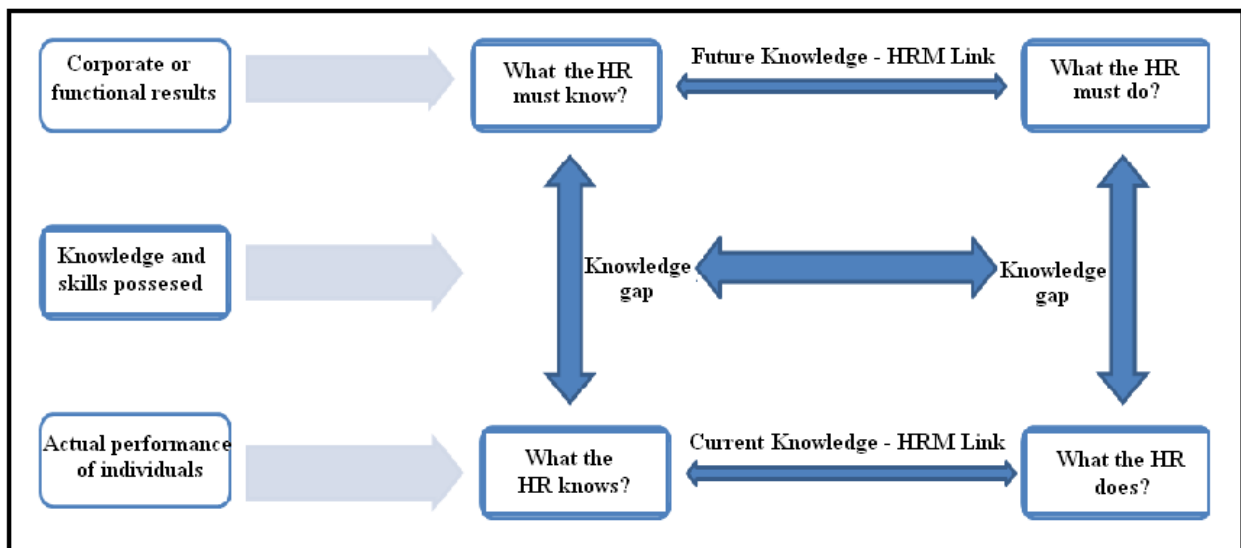 Corporate or
functional results
What the HR
must know?
Future Knowledge - HRM Link
What the HR
must do?
Knowledge and
skills possesed
Knowledge
gap
Knowledge
gap
Actual performance
of individuals
What the
HR knows?
Current Knowledge - HRM Link
What the HR
does?